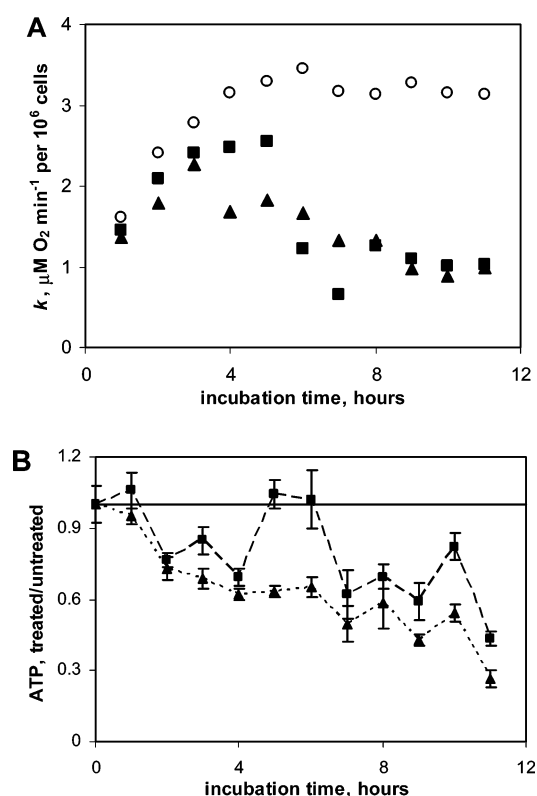 A
k, μM O₂ min⁻¹ per 10⁶ cells
4
3
2
1
0
0 4 8 12
incubation time, hours
B
ATP, treated/untreated
1.2
0.9
0.6
0.3
0
0 4 8 12
incubation time, hours